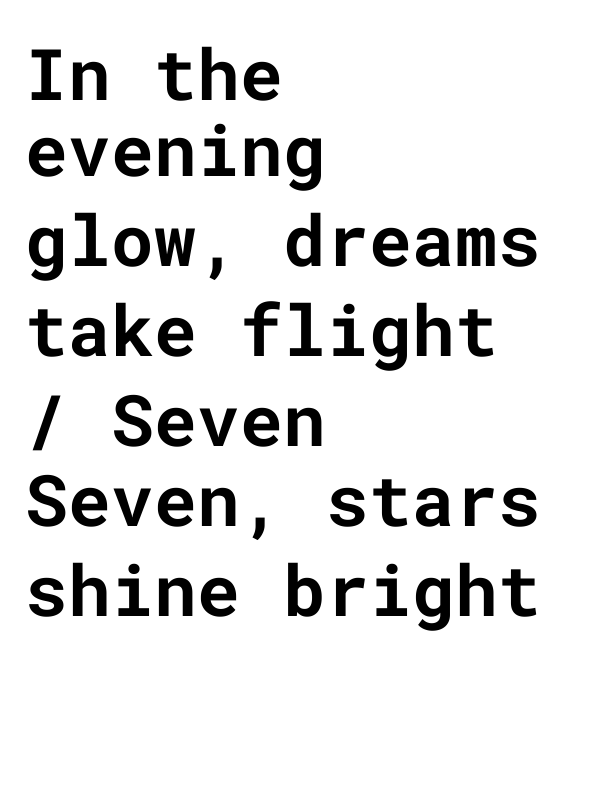 In the
evening
glow, dreams
take flight
/ Seven
Seven, stars
shine bright